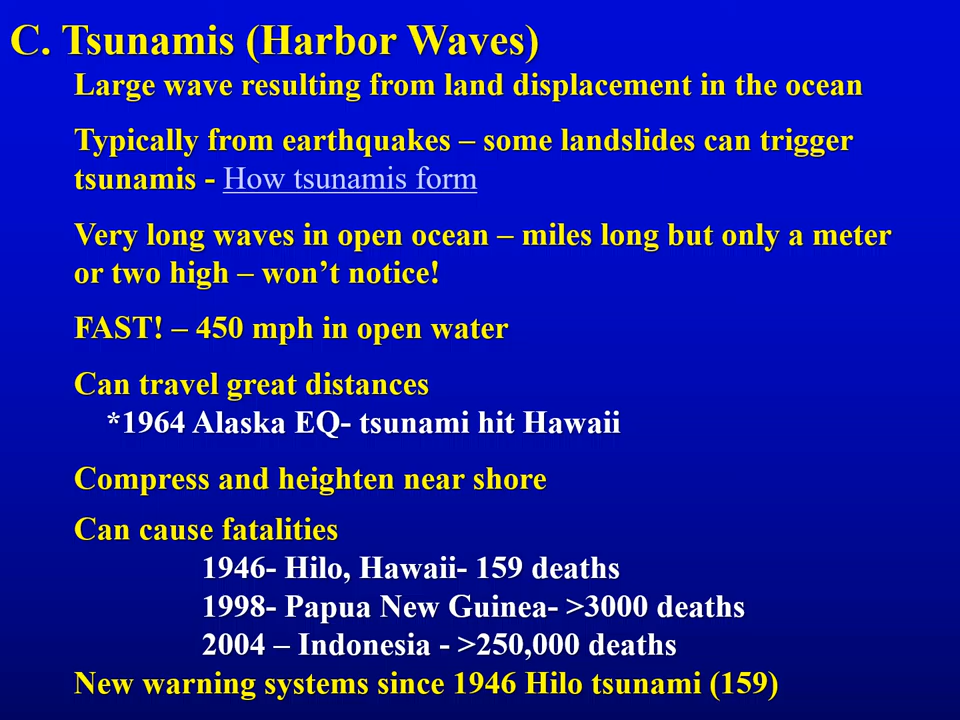 C. Tsunamis (Harbor Waves)
Large wave resulting from land displacement in the ocean
Typically from earthquakes – some landslides can trigger
tsunamis - How tsunamis form
Very long waves in open ocean – miles long but only a meter
or two high – won’t notice!
FAST! – 450 mph in open water
Can travel great distances
*1964 Alaska EQ- tsunami hit Hawaii
Compress and heighten near shore
Can cause fatalities
1946- Hilo, Hawaii- 159 deaths
1998- Papua New Guinea- >3000 deaths
2004 – Indonesia - >250,000 deaths
New warning systems since 1946 Hilo tsunami (159)